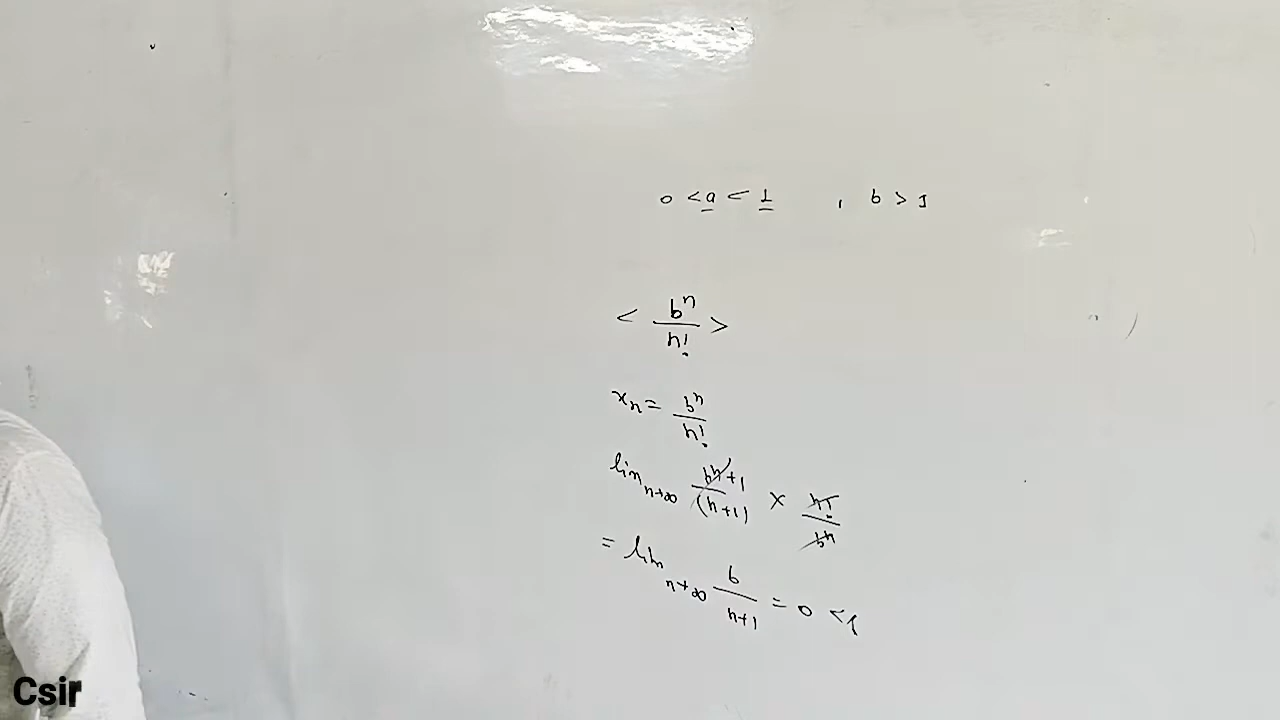 0 < a < 1 , b > 1
< bⁿ/n! >
xₙ = bⁿ/n!
lim n→∞ bⁿ⁺¹/(n+1) × n!/bⁿ
= lim n→∞ b/n+1 = 0 < 1
Csir